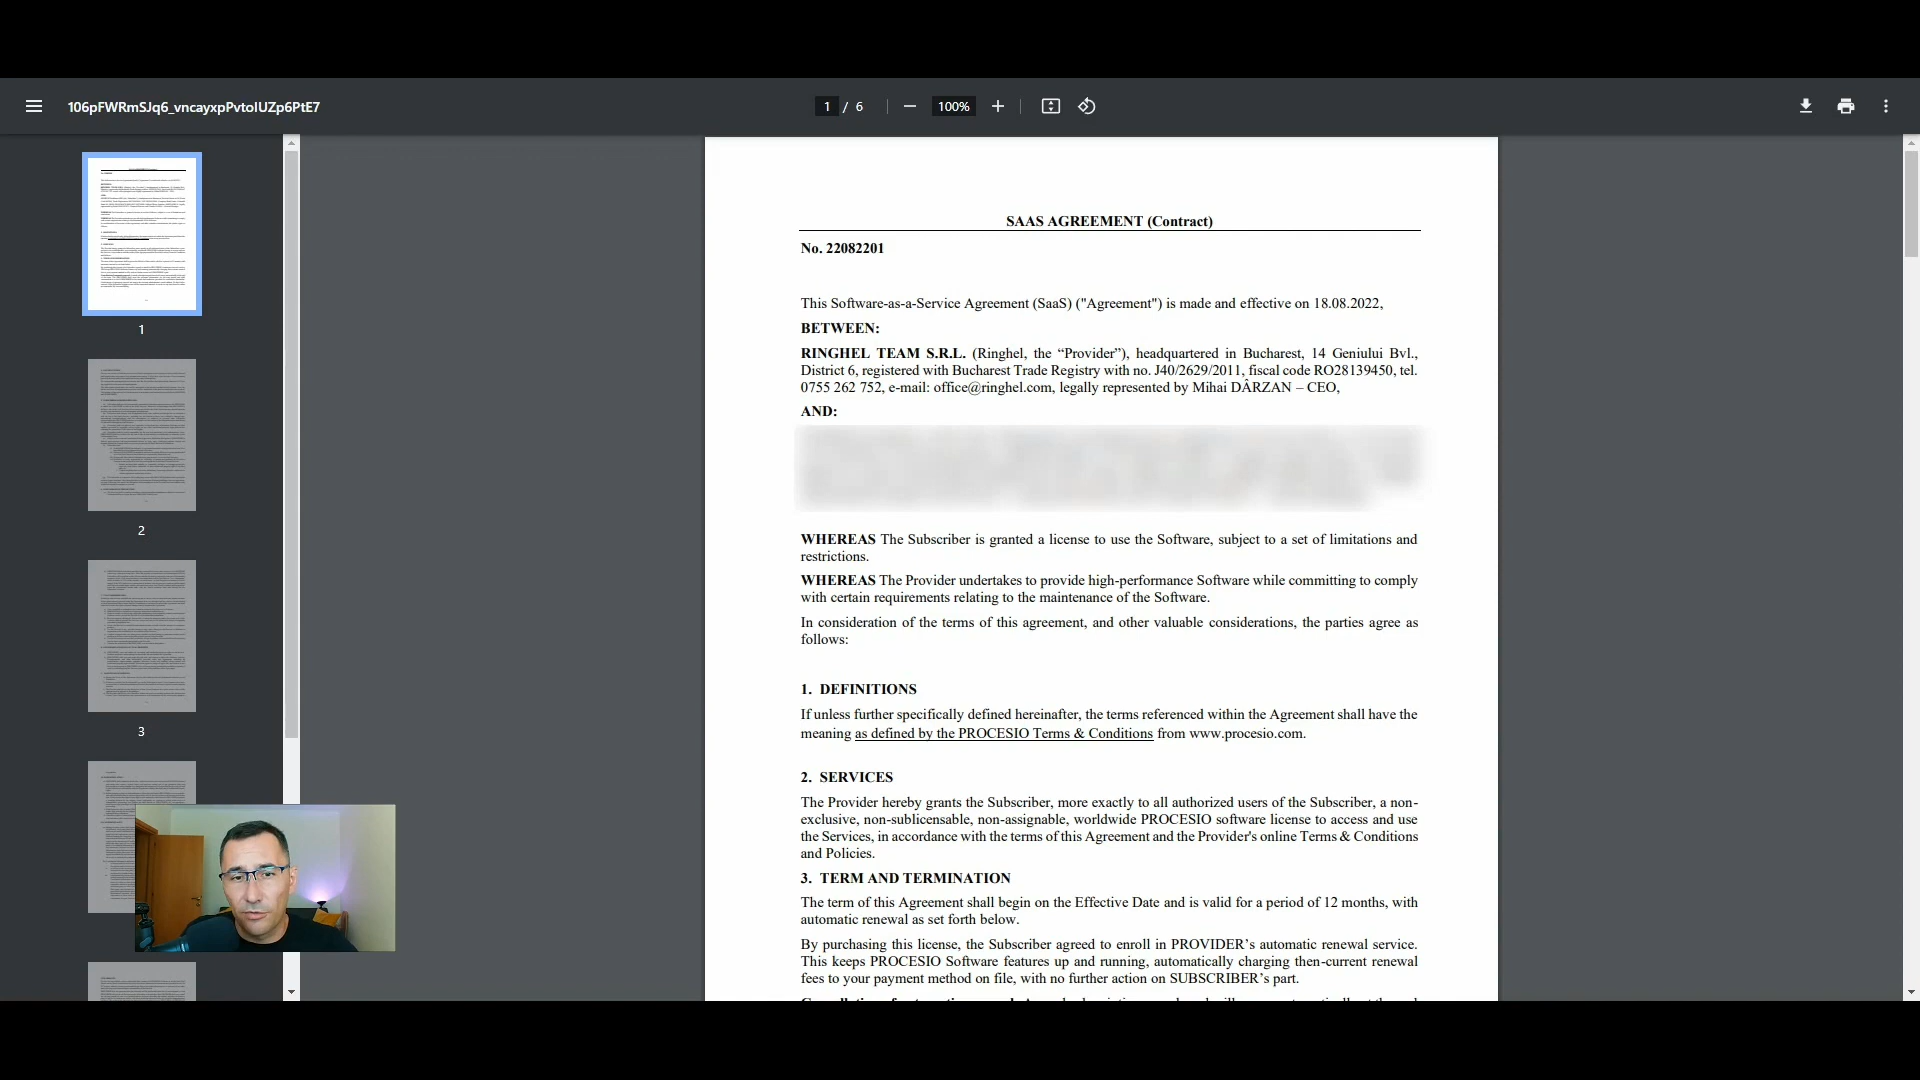 106pFWRmSJq6_vncayxpPvtoIUZp6PtE7
1 / 6
100%
1
2
3
SAAS AGREEMENT (Contract)
No. 22082201
This Software-as-a-Service Agreement (SaaS) ("Agreement") is made and effective on 18.08.2022,
BETWEEN:
RINGHEL TEAM S.R.L. (Ringhel, the “Provider”), headquartered in Bucharest, 14 Geniului Bvl.,
District 6, registered with Bucharest Trade Registry with no. J40/2629/2011, fiscal code RO28139450, tel.
0755 262 752, e-mail: office@ringhel.com, legally represented by Mihai DÂRZAN – CEO,
AND:
WHEREAS The Subscriber is granted a license to use the Software, subject to a set of limitations and
restrictions.
WHEREAS The Provider undertakes to provide high-performance Software while committing to comply
with certain requirements relating to the maintenance of the Software.
In consideration of the terms of this agreement, and other valuable considerations, the parties agree as
follows:
1. DEFINITIONS
If unless further specifically defined hereinafter, the terms referenced within the Agreement shall have the
meaning as defined by the PROCESIO Terms & Conditions from www.procesio.com.
2. SERVICES
The Provider hereby grants the Subscriber, more exactly to all authorized users of the Subscriber, a non-
exclusive, non-sublicensable, non-assignable, worldwide PROCESIO software license to access and use
the Services, in accordance with the terms of this Agreement and the Provider's online Terms & Conditions
and Policies.
3. TERM AND TERMINATION
The term of this Agreement shall begin on the Effective Date and is valid for a period of 12 months, with
automatic renewal as set forth below.
By purchasing this license, the Subscriber agreed to enroll in PROVIDER’s automatic renewal service.
This keeps PROCESIO Software features up and running, automatically charging then-current renewal
fees to your payment method on file, with no further action on SUBSCRIBER’s part.